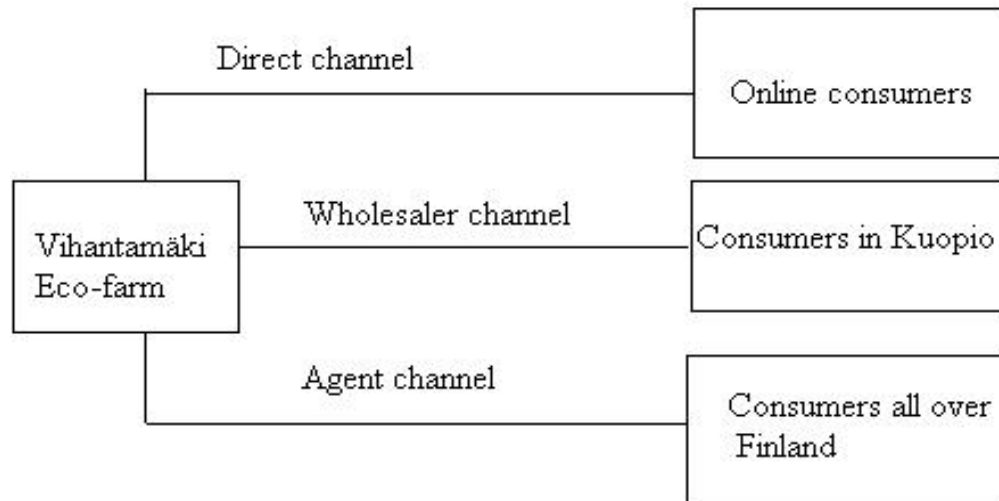 Direct channel
Online consumers
Wholesaler channel
Vihantamäki
Eco-farm
Consumers in Kuopio
Agent channel
Consumers all over
Finland